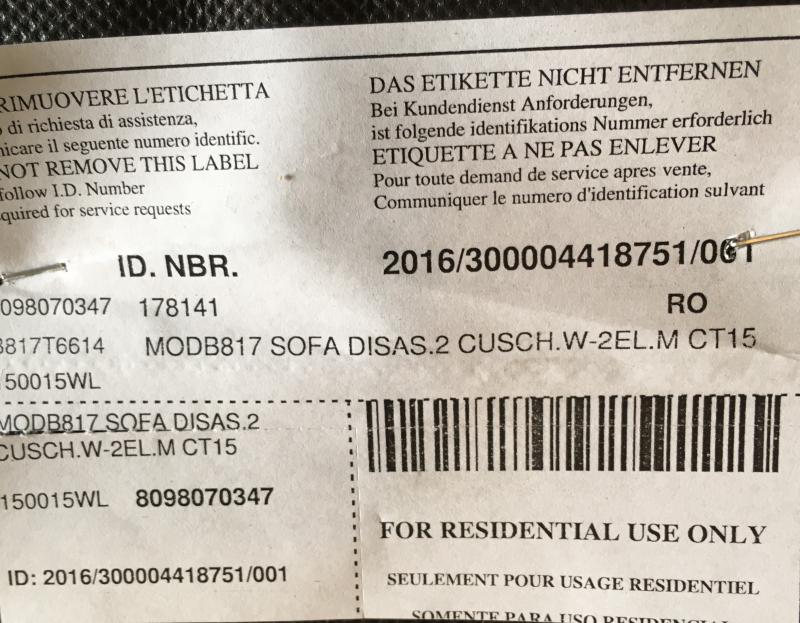 RIMUOVERE L'ETICHETTA
di richiesta di assistenza,
nicare il seguente numero identific.
NOT REMOVE THIS LABEL
follow I.D. Number
quired for service requests
DAS ETIKETTE NICHT ENTFERNEN
Bei Kundendienst Anforderungen,
ist folgende identifikations Nummer erforderlich
ETIQUETTE A NE PAS ENLEVER
Pour toute demand de service apres vente,
Communiquer le numero d'identification sulvant
ID. NBR. 2016/300004418751/001
098070347 178141 RO
B817T6614 MODB817 SOFA DISAS.2 CUSCH.W-2EL.M CT15
50015WL
MODB817 SOFA DISAS.2
CUSCH.W-2EL.M CT15
150015WL 8098070347
ID: 2016/300004418751/001
FOR RESIDENTIAL USE ONLY
SEULEMENT POUR USAGE RESIDENTIEL
SOMENTE PARA USO RESIDENCIAL